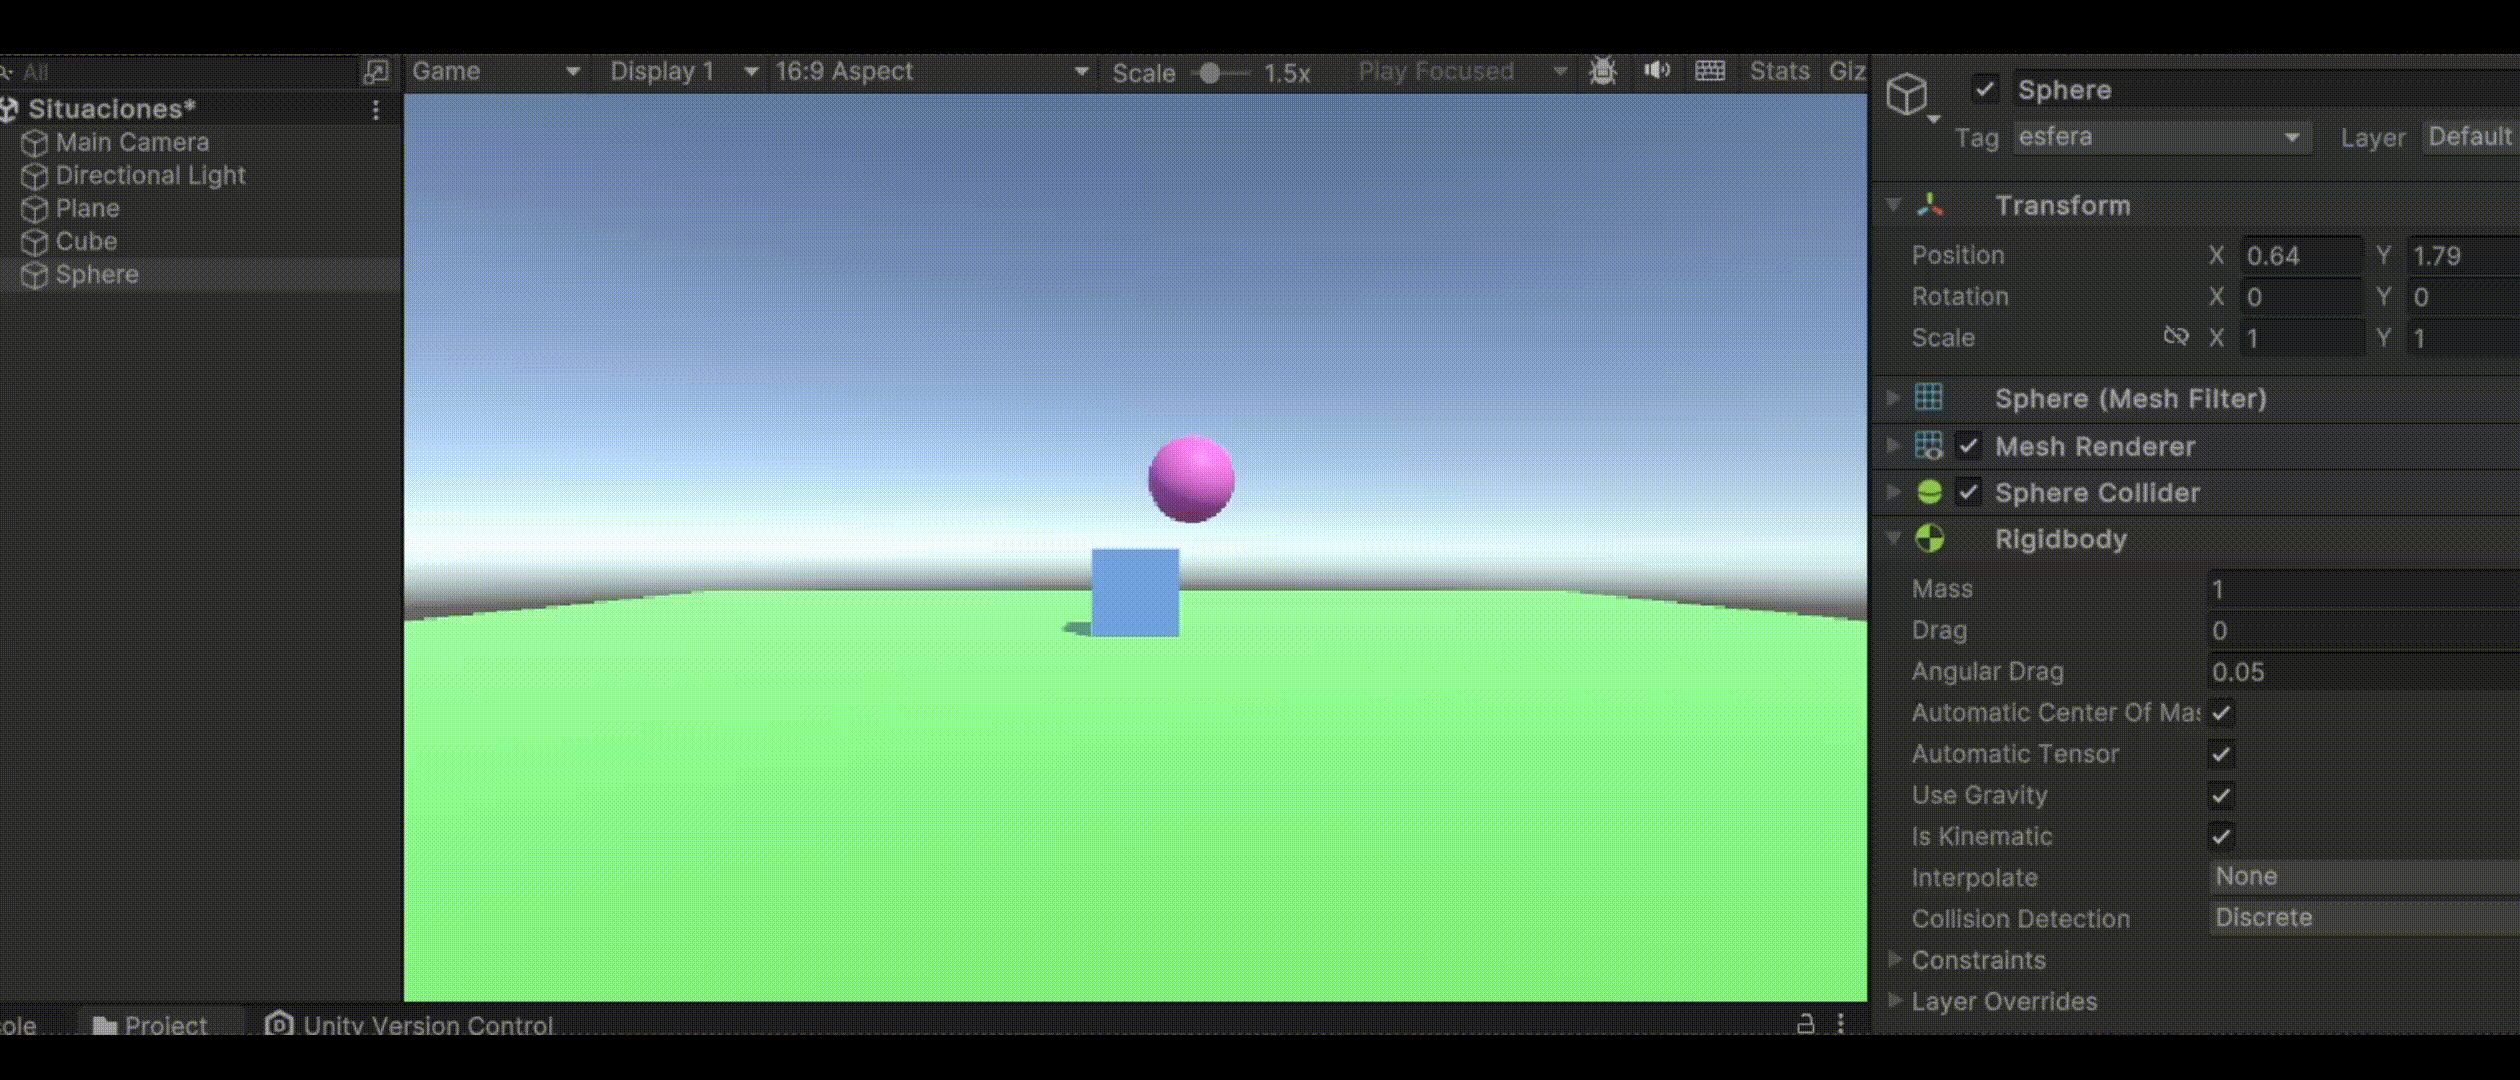 All
Situaciones*
Main Camera
Directional Light
Plane
Cube
Sphere
Game Display 1 16:9 Aspect Scale 1.5x Play Focused Stats Giz
Sphere
Tag esfera Layer Default
Transform
Position X 0.64 Y 1.79
Rotation X 0 Y 0
Scale X 1 Y 1
Sphere (Mesh Filter)
Mesh Renderer
Sphere Collider
Rigidbody
Mass 1
Drag 0
Angular Drag 0.05
Automatic Center Of Mas
Automatic Tensor
Use Gravity
Is Kinematic
Interpolate None
Collision Detection Discrete
Constraints
Layer Overrides
ole Project Unity Version Control